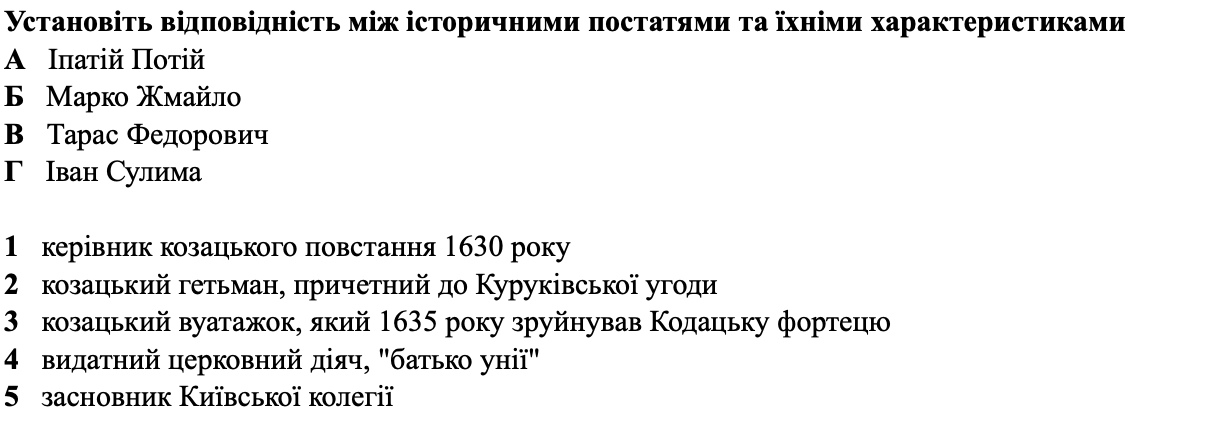 Установіть відповідність між історичними постатями та їхніми характеристиками
А Іпатій Потій
Б Марко Жмайло
В Тарас Федорович
Г Іван Сулима
1 керівник козацького повстання 1630 року
2 козацький гетьман, причетний до Куруківської угоди
3 козацький вуатажок, який 1635 року зруйнував Кодацьку фортецю
4 видатний церковний діяч, "батько унії"
5 засновник Київської колегії